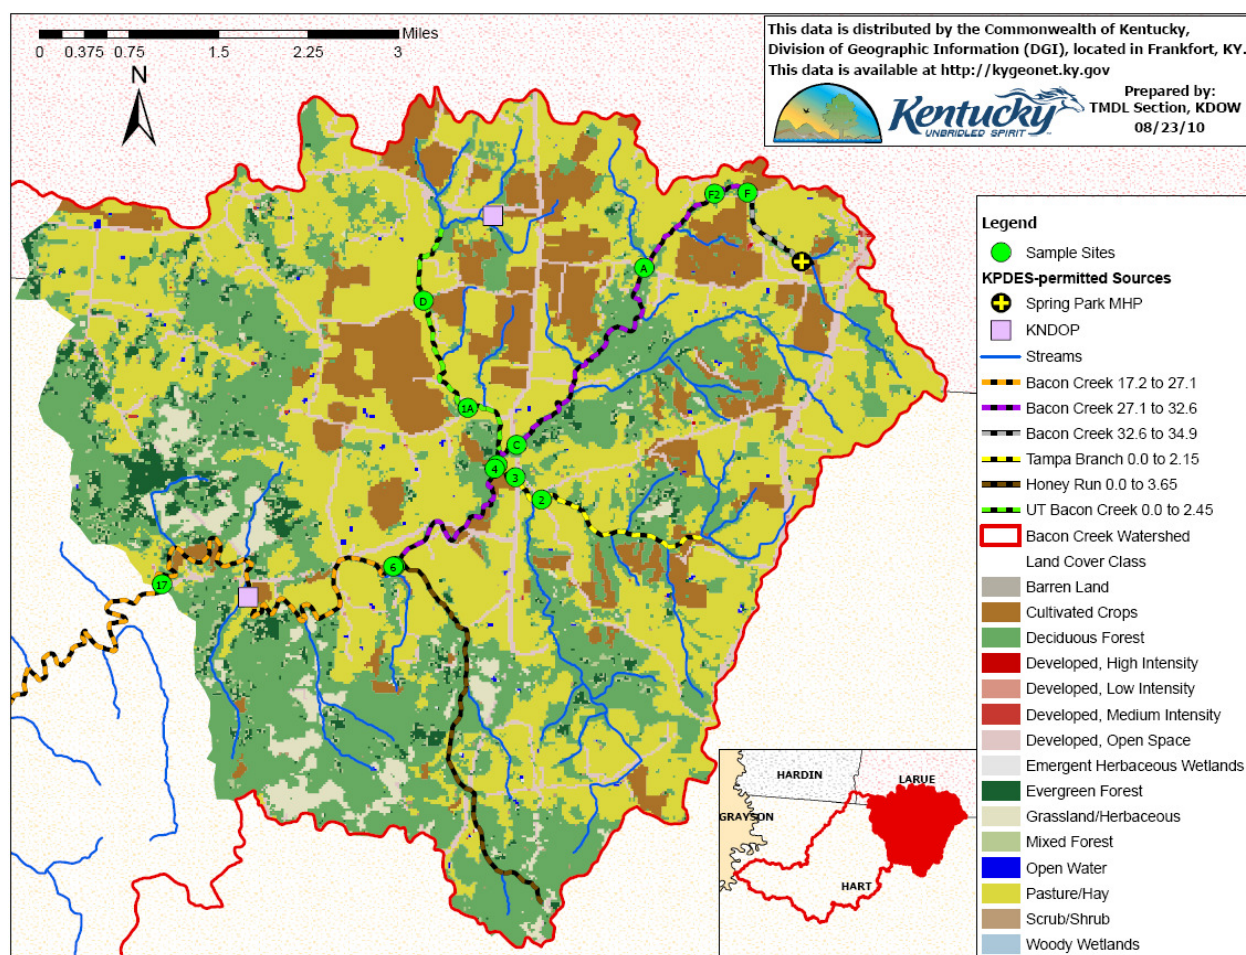 Miles
0 0.375 0.75 1.5 2.25 3
N
This data is distributed by the Commonwealth of Kentucky,
Division of Geographic Information (DGI), located in Frankfort, KY.
This data is available at http://kygeonet.ky.gov
Kentucky
UNBRIDLED SPIRIT
Prepared by:
TMDL Section, KDOW
08/23/10
F2
F
A
D
1A
C
4
3
2
6
17
Legend
Sample Sites
KPDES-permitted Sources
Spring Park MHP
KNDOP
Streams
Bacon Creek 17.2 to 27.1
Bacon Creek 27.1 to 32.6
Bacon Creek 32.6 to 34.9
Tampa Branch 0.0 to 2.15
Honey Run 0.0 to 3.65
UT Bacon Creek 0.0 to 2.45
Bacon Creek Watershed
Land Cover Class
Barren Land
Cultivated Crops
Deciduous Forest
Developed, High Intensity
Developed, Low Intensity
Developed, Medium Intensity
Developed, Open Space
Emergent Herbaceous Wetlands
Evergreen Forest
Grassland/Herbaceous
Mixed Forest
Open Water
Pasture/Hay
Scrub/Shrub
Woody Wetlands
HARDIN
LARUE
GRAYSON
HART